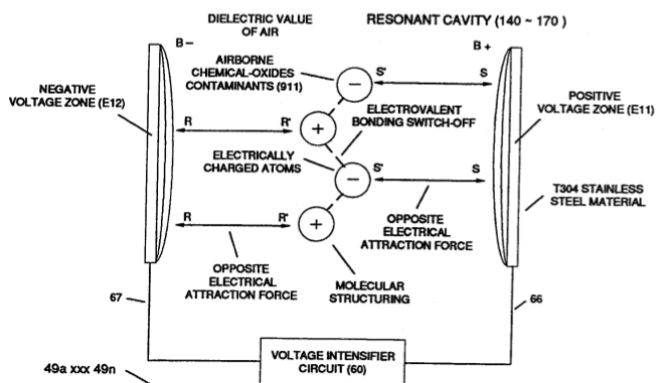 DIELECTRIC VALUE
OF AIR
RESONANT CAVITY (140 ~ 170 )
B−
B+
AIRBORNE
CHEMICAL-OXIDES
CONTAMINANTS (911)
−
S'
S
NEGATIVE
VOLTAGE ZONE (E12)
ELECTROVALENT
BONDING SWITCH-OFF
POSITIVE
VOLTAGE ZONE (E11)
R
R'
+
ELECTRICALLY
CHARGED ATOMS
−
S'
S
T304 STAINLESS
STEEL MATERIAL
OPPOSITE
ELECTRICAL
ATTRACTION FORCE
R
R'
+
OPPOSITE
ELECTRICAL
ATTRACTION FORCE
MOLECULAR
STRUCTURING
67
66
VOLTAGE INTENSIFIER
CIRCUIT (60)
49a xxx 49n